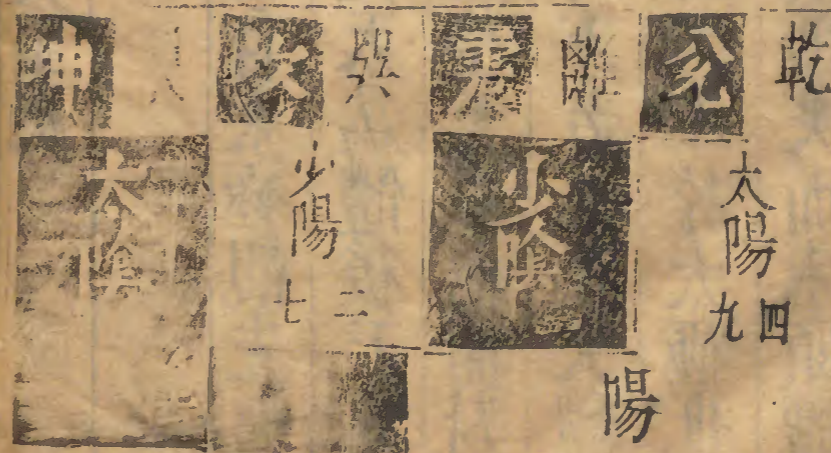 乾
兌
離
震
巽
坎
坤
太陽
四九
少陰
少陽
二七
太陰
陽